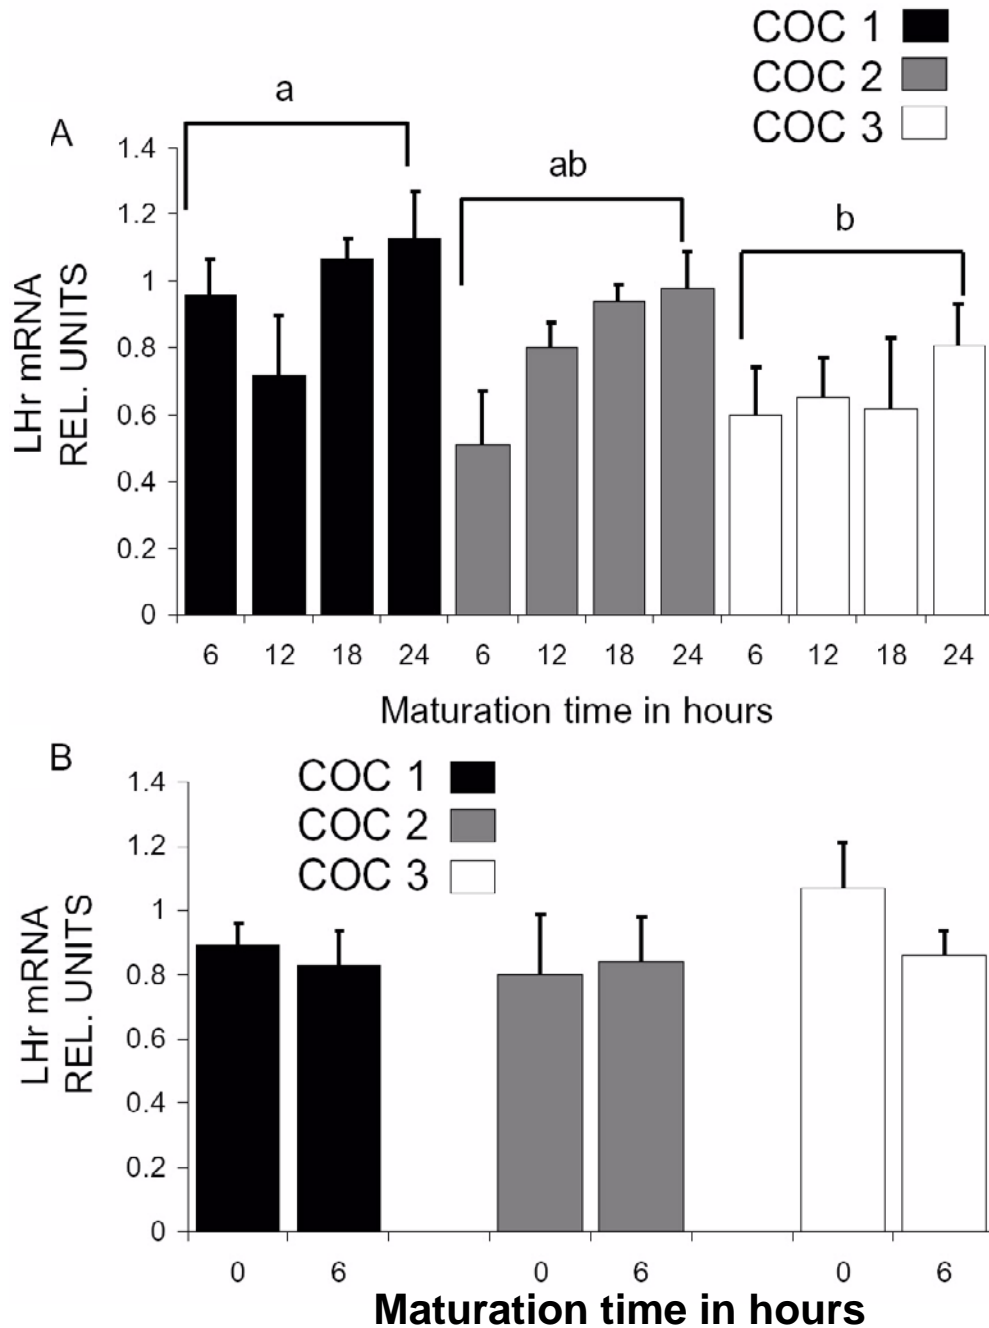 COC 1
COC 2
COC 3
a
A
ab
b
1.4
1.2
1
0.8
0.6
0.4
0.2
0
LHr mRNA
REL. UNITS
6 12 18 24 6 12 18 24 6 12 18 24
Maturation time in hours
B
COC 1
COC 2
COC 3
1.4
1.2
1
0.8
0.6
0.4
0.2
0
LHr mRNA
REL. UNITS
0 6 0 6 0 6
Maturation time in hours